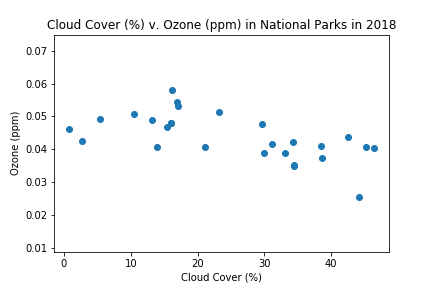 Cloud Cover (%) v. Ozone (ppm) in National Parks in 2018
0.07
0.06
0.05
0.04
0.03
0.02
0.01
Ozone (ppm)
0 10 20 30 40
Cloud Cover (%)